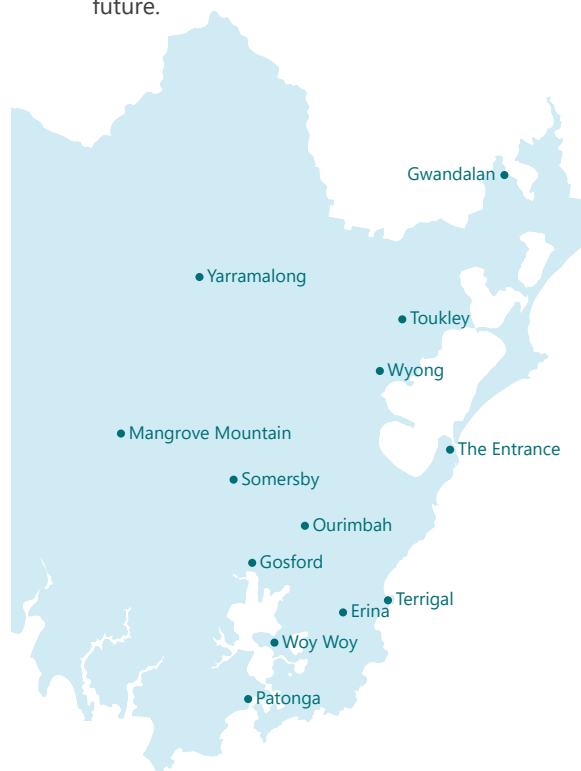 future.
Gwandalan
Yarramalong
Toukley
Wyong
Mangrove Mountain
The Entrance
Somersby
Ourimbah
Gosford
Terrigal
Erina
Woy Woy
Patonga